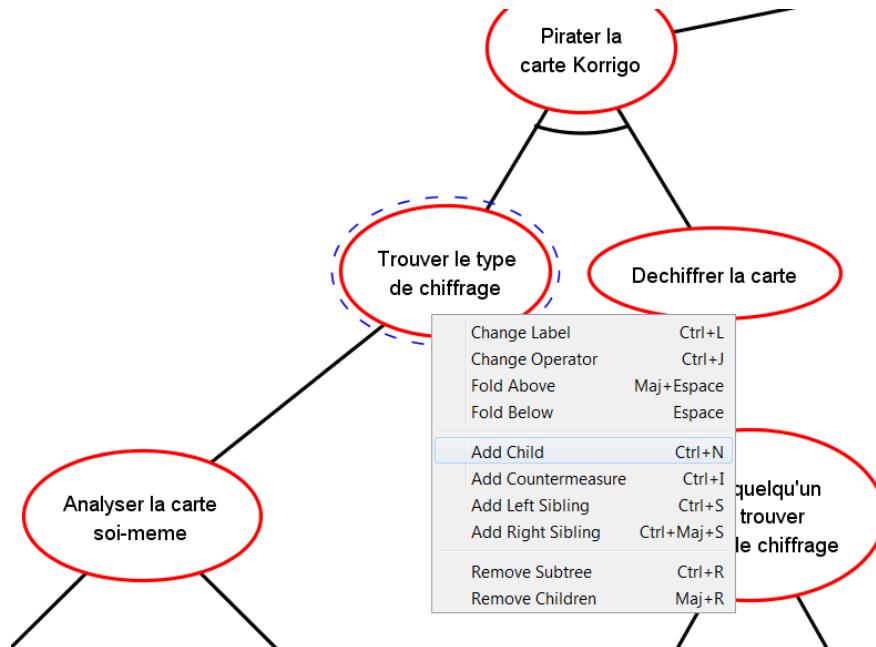 Pirater la
carte Korrigo
Trouver le type
de chiffrage
Dechiffrer la carte
Change Label Ctrl+L
Change Operator Ctrl+J
Fold Above Maj+Espace
Fold Below Espace
Add Child Ctrl+N
Add Countermeasure Ctrl+I
Add Left Sibling Ctrl+S
Add Right Sibling Ctrl+Maj+S
Remove Subtree Ctrl+R
Remove Children Maj+R
Analyser la carte
soi-meme
quelqu'un
trouver
de chiffrage